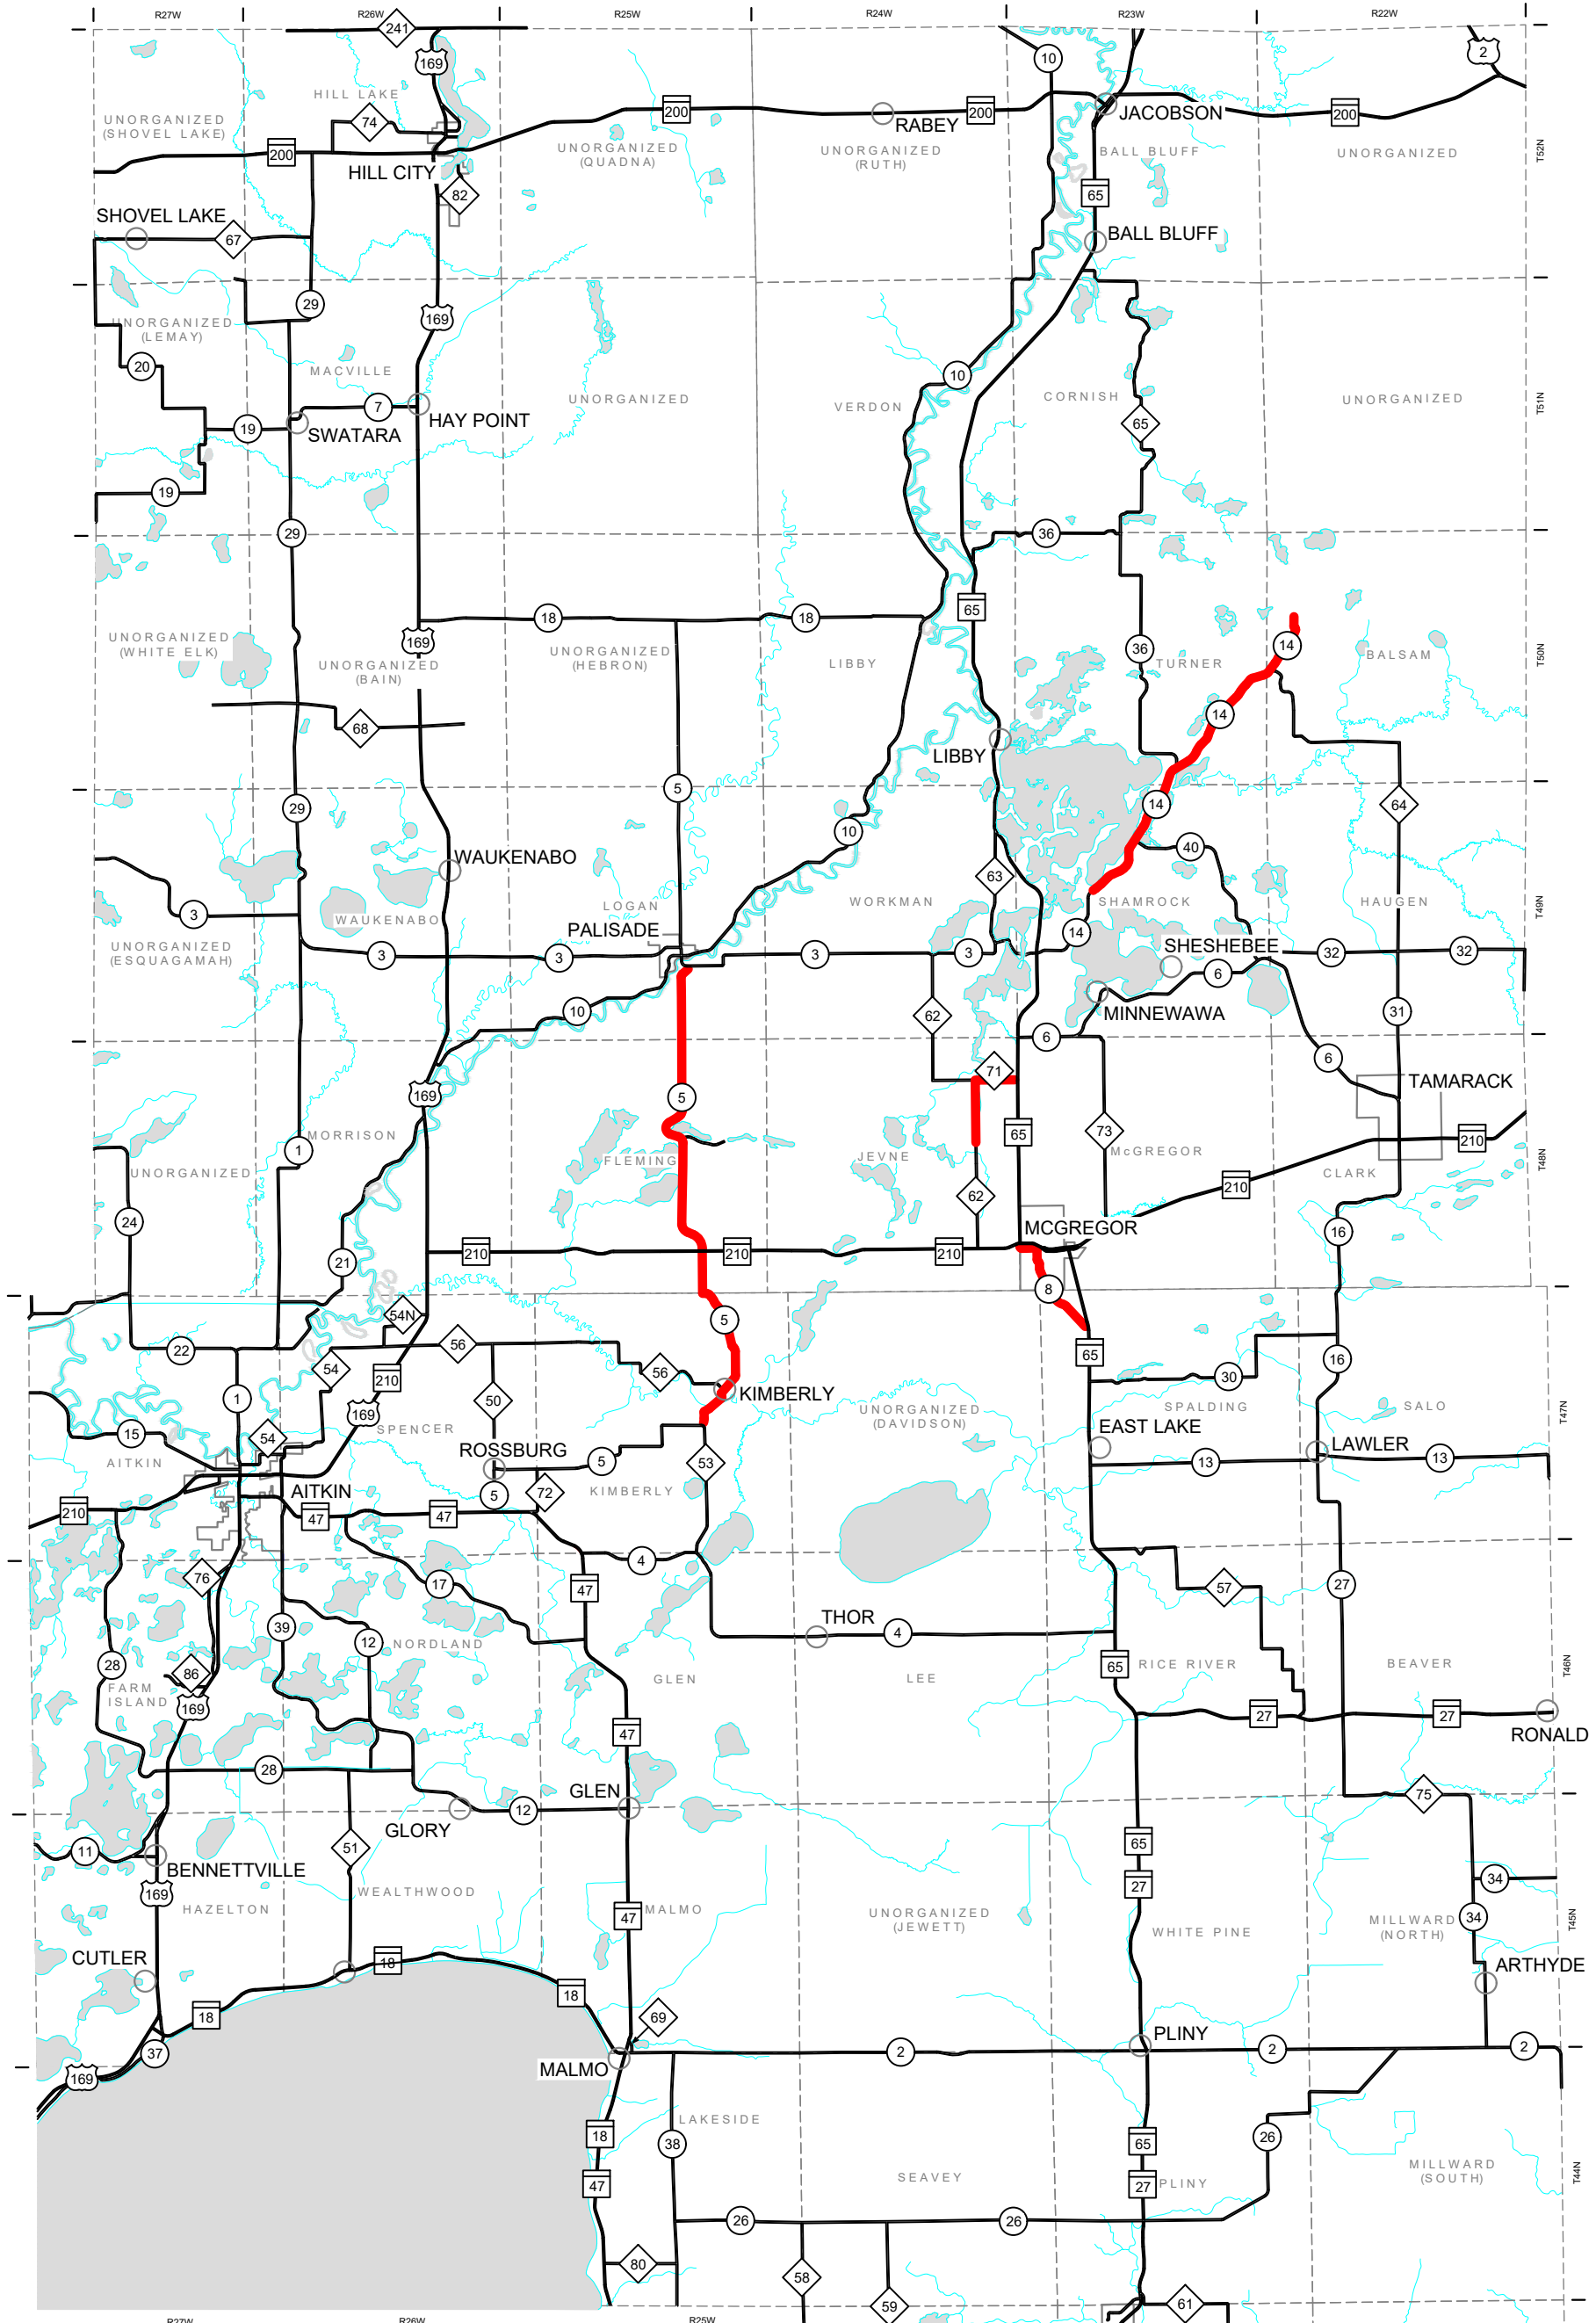 R27W
R26W
R25W
R24W
R23W
R22W
241
169
10
2
HILL LAKE
74
200
200
JACOBSON
200
RABEY
UNORGANIZED
(SHOVEL LAKE)
200
UNORGANIZED
(QUADNA)
UNORGANIZED
(RUTH)
BALL BLUFF
UNORGANIZED
T52N
HILL CITY
82
65
SHOVEL LAKE
67
BALL BLUFF
29
169
UNORGANIZED
(LEMAY)
20
MACVILLE
10
UNORGANIZED
VERDON
CORNISH
UNORGANIZED
T51N
7
HAY POINT
19
SWATARA
65
19
29
36
65
18
18
UNORGANIZED
(WHITE ELK)
169
UNORGANIZED
(BAIN)
UNORGANIZED
(HEBRON)
LIBBY
36
TURNER
14
BALSAM
T50N
68
14
LIBBY
5
29
14
64
10
40
WAUKENABO
63
3
WAUKENABO
LOGAN
WORKMAN
SHAMROCK
HAUGEN
T49N
PALISADE
14
UNORGANIZED
(ESQUAGAMAH)
3
3
3
3
SHESHEBEE
32
32
6
10
62
MINNEWAWA
31
6
6
71
TAMARACK
169
5
65
73
210
1
MORRISON
FLEMING
JEVNE
McGREGOR
UNORGANIZED
CLARK
T48N
210
62
24
MCGREGOR
16
21
210
210
210
8
54N
5
22
56
65
54
56
16
210
30
1
50
KIMBERLY
169
SPENCER
UNORGANIZED
(DAVIDSON)
SPALDING
SALO
T47N
15
54
EAST LAKE
LAWLER
AITKIN
ROSSBURG
5
53
13
13
5
72
KIMBERLY
AITKIN
210
47
47
4
76
17
47
57
27
39
THOR
4
12
NORDLAND
28
86
GLEN
LEE
65
RICE RIVER
BEAVER
T46N
FARM
ISLAND
169
47
27
27
RONALD
28
GLEN
75
12
GLORY
11
51
65
BENNETTVILLE
169
WEALTHWOOD
27
34
HAZELTON
47
MALMO
UNORGANIZED
(JEWETT)
WHITE PINE
MILLWARD
(NORTH)
34
T45N
CUTLER
18
ARTHYDE
18
18
69
37
PLINY
2
2
2
169
MALMO
LAKESIDE
18
38
65
26
SEAVEY
MILLWARD
(SOUTH)
T44N
47
27
PLINY
26
26
80
58
59
61
R27W
R26W
R25W